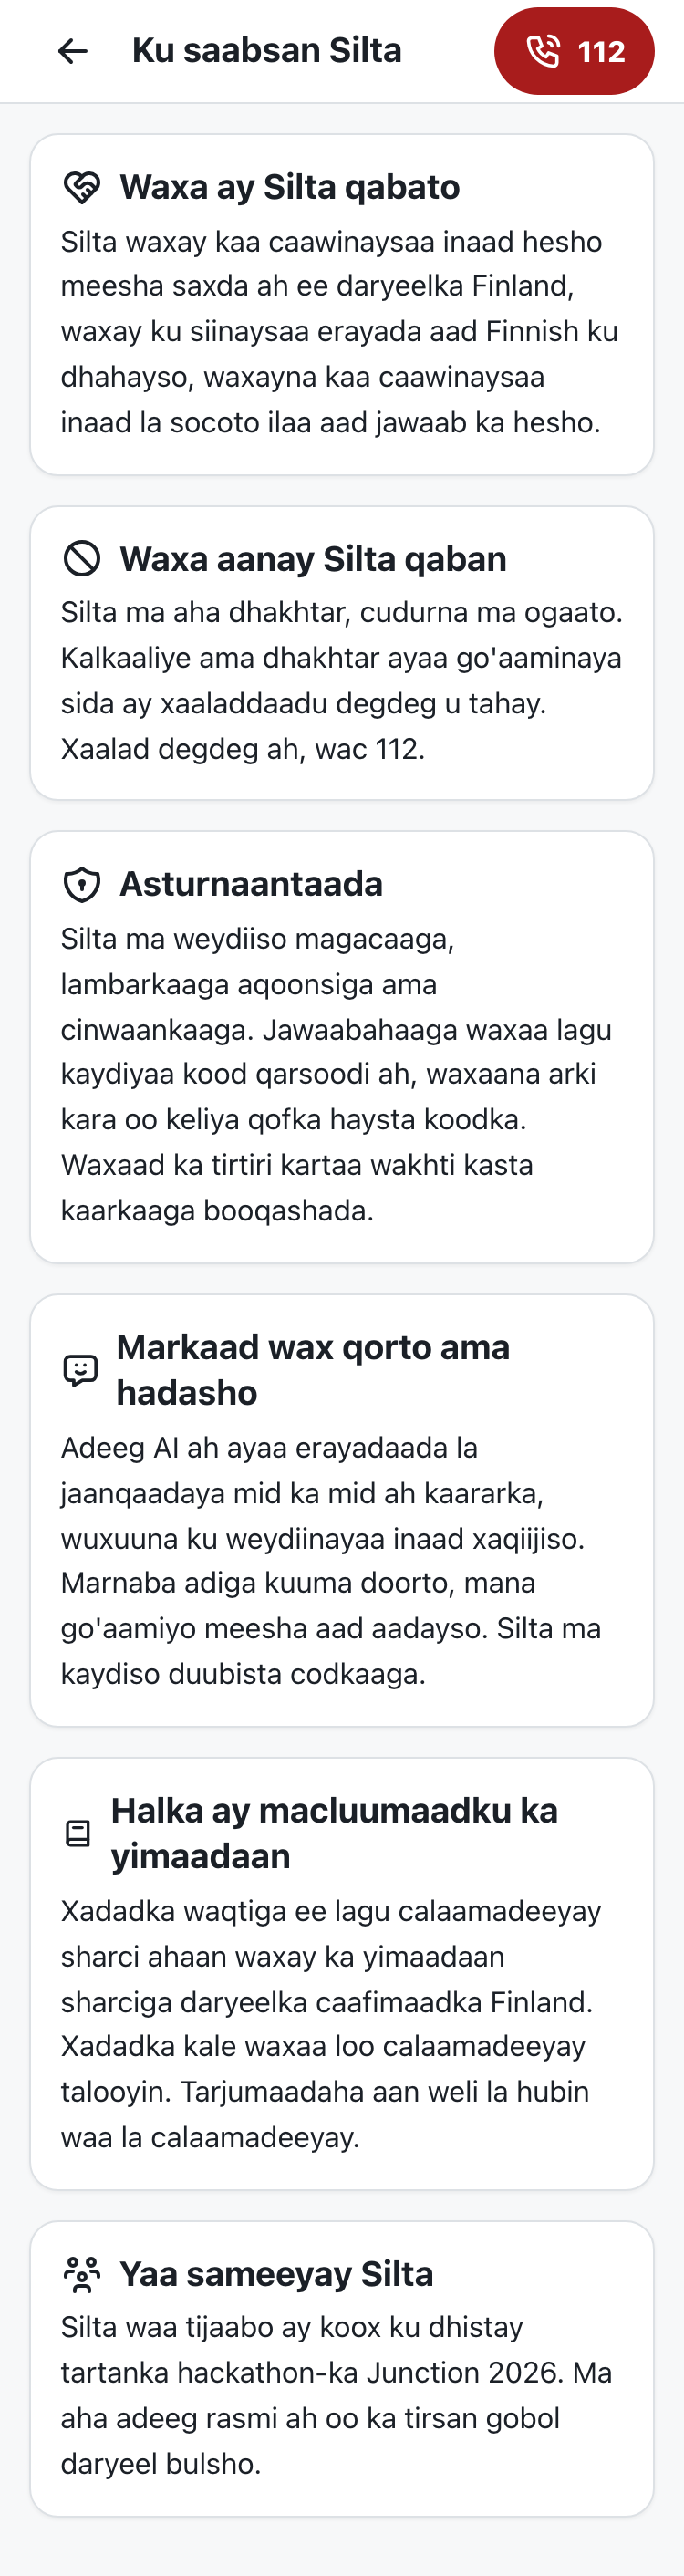 Ku saabsan Silta
112
Waxa ay Silta qabato
Silta waxay kaa caawinaysaa inaad hesho
meesha saxda ah ee daryeelka Finland,
waxay ku siinaysaa erayada aad Finnish ku
dhahayso, waxayna kaa caawinaysaa
inaad la socoto ilaa aad jawaab ka hesho.
Waxa aanay Silta qaban
Silta ma aha dhakhtar, cudurna ma ogaato.
Kalkaaliye ama dhakhtar ayaa go'aaminaya
sida ay xaaladdaadu degdeg u tahay.
Xaalad degdeg ah, wac 112.
Asturnaantaada
Silta ma weydiiso magacaaga,
lambarkaaga aqoonsiga ama
cinwaankaaga. Jawaabahaaga waxaa lagu
kaydiyaa kood qarsoodi ah, waxaana arki
kara oo keliya qofka haysta koodka.
Waxaad ka tirtiri kartaa wakhti kasta
kaarkaaga booqashada.
Markaad wax qorto ama
hadasho
Adeeg AI ah ayaa erayadaada la
jaanqaadaya mid ka mid ah kaararka,
wuxuuna ku weydiinayaa inaad xaqiijiso.
Marnaba adiga kuuma doorto, mana
go'aamiyo meesha aad aadayso. Silta ma
kaydiso duubista codkaaga.
Halka ay macluumaadku ka
yimaadaan
Xadadka waqtiga ee lagu calaamadeeyay
sharci ahaan waxay ka yimaadaan
sharciga daryeelka caafimaadka Finland.
Xadadka kale waxaa loo calaamadeeyay
talooyin. Tarjumaadaha aan weli la hubin
waa la calaamadeeyay.
Yaa sameeyay Silta
Silta waa tijaabo ay koox ku dhistay
tartanka hackathon-ka Junction 2026. Ma
aha adeeg rasmi ah oo ka tirsan gobol
daryeel bulsho.